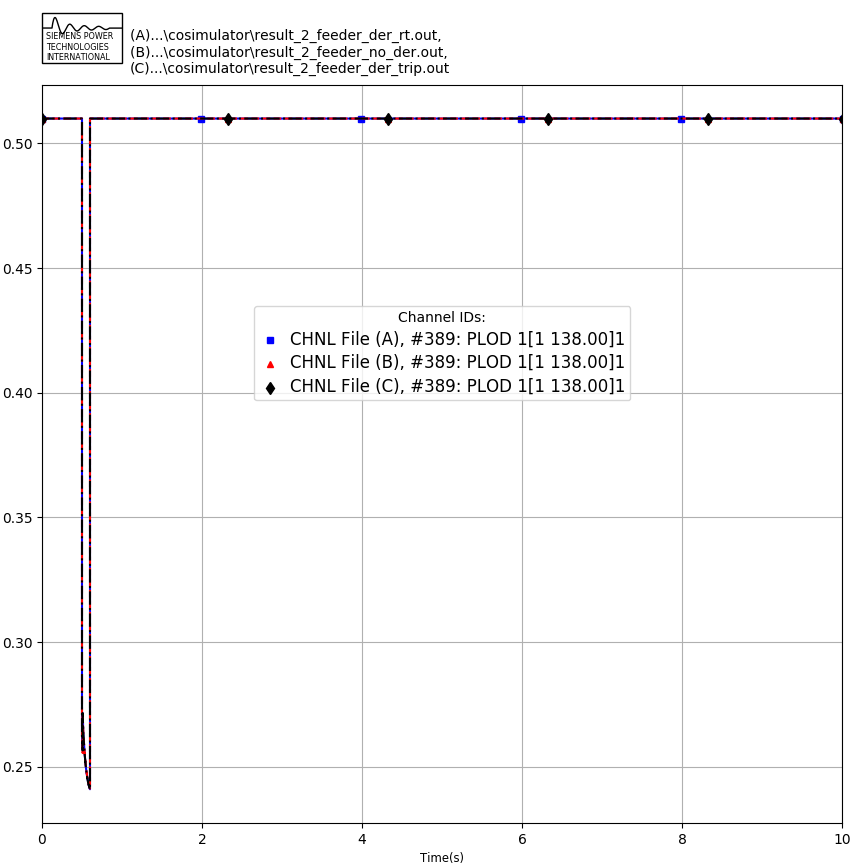 SIEMENS POWER
TECHNOLOGIES
INTERNATIONAL
(A)...\cosimulator\result_2_feeder_der_rt.out,
(B)...\cosimulator\result_2_feeder_no_der.out,
(C)...\cosimulator\result_2_feeder_der_trip.out
0.50
0.45
0.40
0.35
0.30
0.25
Channel IDs:
CHNL File (A), #389: PLOD 1[1 138.00]1
CHNL File (B), #389: PLOD 1[1 138.00]1
CHNL File (C), #389: PLOD 1[1 138.00]1
0 2 4 6 8 10
Time(s)